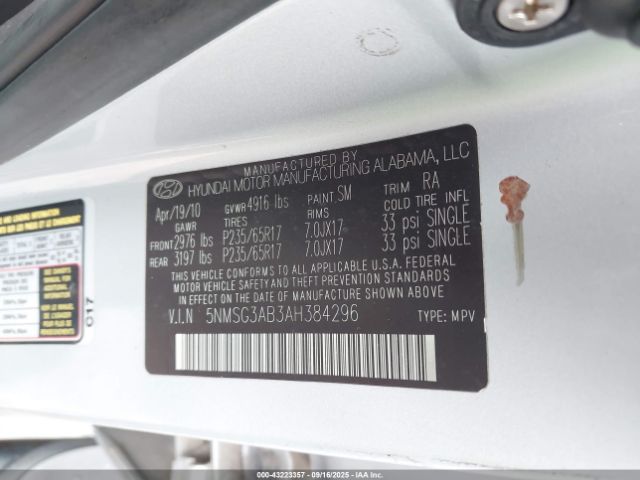 MANUFACTURED BY
HYUNDAI MOTOR MANUFACTURING ALABAMA, LLC
Apr/19/10 GVWR 4916 lbs PAINT SM TRIM RA
GAWR TIRES RIMS COLD TIRE INFL
FRONT 2976 lbs P235/65R17 7.0JX17 33 psi SINGLE
REAR 3197 lbs P235/65R17 7.0JX17 33 psi SINGLE
THIS VEHICLE CONFORMS TO ALL APPLICABLE U.S.A. FEDERAL
MOTOR VEHICLE SAFETY AND THEFT PREVENTION STANDARDS
IN EFFECT ON THE DATE OF MANUFACTURE SHOWN ABOVE.
V.I.N 5NMSG3AB3AH384296 TYPE: MPV
C17
000-43223357 - 09/16/2025 - IAA Inc.